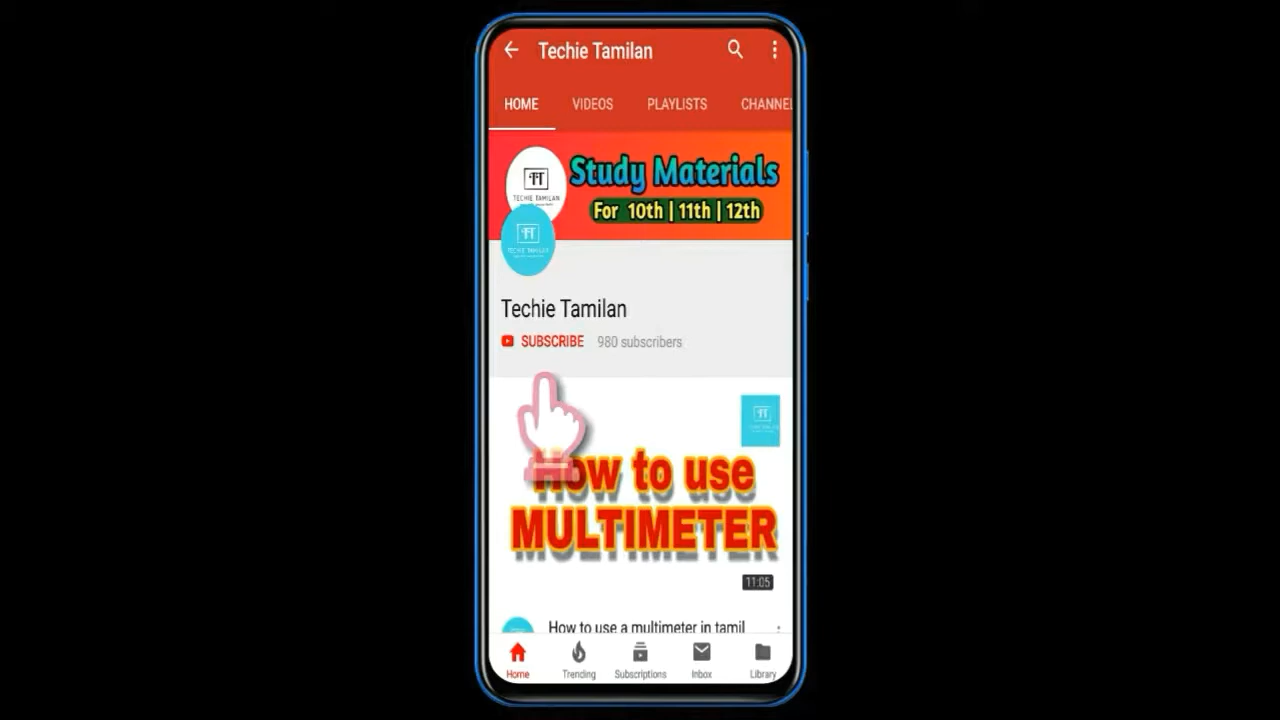 Techie Tamilan
HOME VIDEOS PLAYLISTS CHANNEL
TT
TECHIE TAMILAN
Study Materials
For 10th | 11th | 12th
TT
TECHIE TAMILAN
Techie Tamilan
SUBSCRIBE 980 subscribers
TT
How to use
MULTIMETER
11:05
How to use a multimeter in tamil
Home Trending Subscriptions Inbox Library